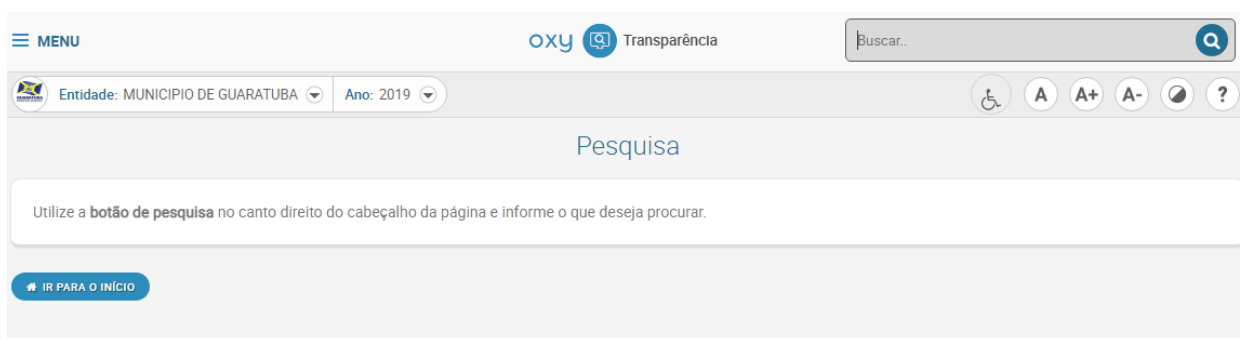 MENU
oxy Transparência
Buscar..
GUARATUBA
Entidade: MUNICIPIO DE GUARATUBA
Ano: 2019
A A+ A- ?
Pesquisa
Utilize a botão de pesquisa no canto direito do cabeçalho da página e informe o que deseja procurar.
IR PARA O INÍCIO